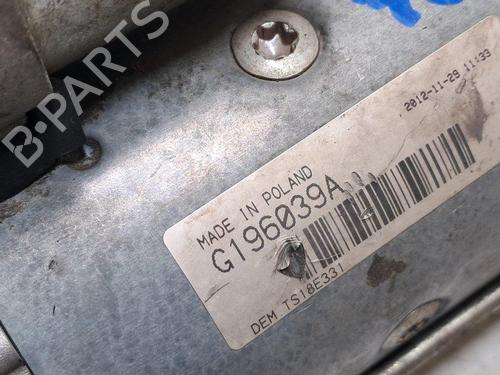 B-PARTS
2012-11-29 11:33
MADE IN POLAND
G196039A
DEM TS18E331